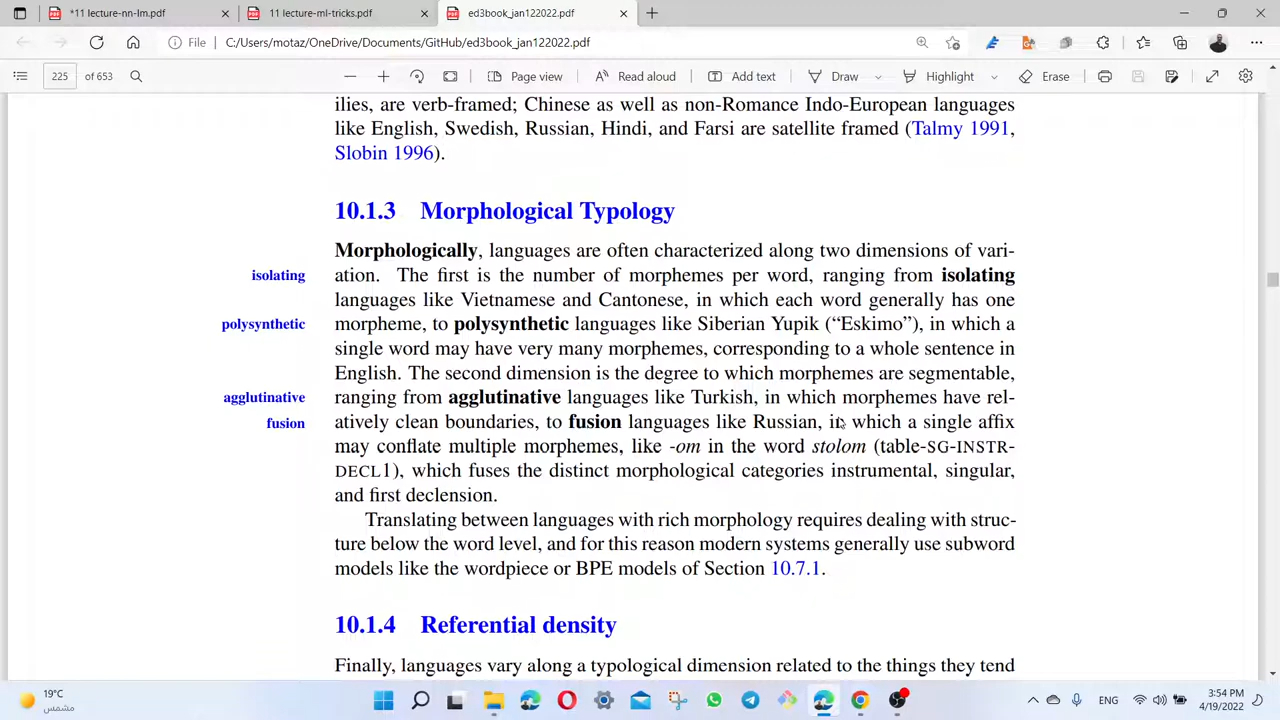 *11 lecture-nn-lm.pdf
11 lecture-ml-tricks.pdf
ed3book_jan122022.pdf
File
C:/Users/motaz/OneDrive/Documents/GitHub/ed3book_jan122022.pdf
225 of 653
Page view
Read aloud
Add text
Draw
Highlight
Erase
ilies, are verb-framed; Chinese as well as non-Romance Indo-European languages
like English, Swedish, Russian, Hindi, and Farsi are satellite framed (Talmy 1991,
Slobin 1996).
10.1.3 Morphological Typology
Morphologically, languages are often characterized along two dimensions of vari-
isolating
ation. The first is the number of morphemes per word, ranging from isolating
languages like Vietnamese and Cantonese, in which each word generally has one
polysynthetic
morpheme, to polysynthetic languages like Siberian Yupik (“Eskimo”), in which a
single word may have very many morphemes, corresponding to a whole sentence in
English. The second dimension is the degree to which morphemes are segmentable,
agglutinative
ranging from agglutinative languages like Turkish, in which morphemes have rel-
fusion
atively clean boundaries, to fusion languages like Russian, in which a single affix
may conflate multiple morphemes, like -om in the word stolom (table-SG-INSTR-
DECL1), which fuses the distinct morphological categories instrumental, singular,
and first declension.
Translating between languages with rich morphology requires dealing with struc-
ture below the word level, and for this reason modern systems generally use subword
models like the wordpiece or BPE models of Section 10.7.1.
10.1.4 Referential density
Finally, languages vary along a typological dimension related to the things they tend
19°C
مشمس
ENG
3:54 PM
4/19/2022